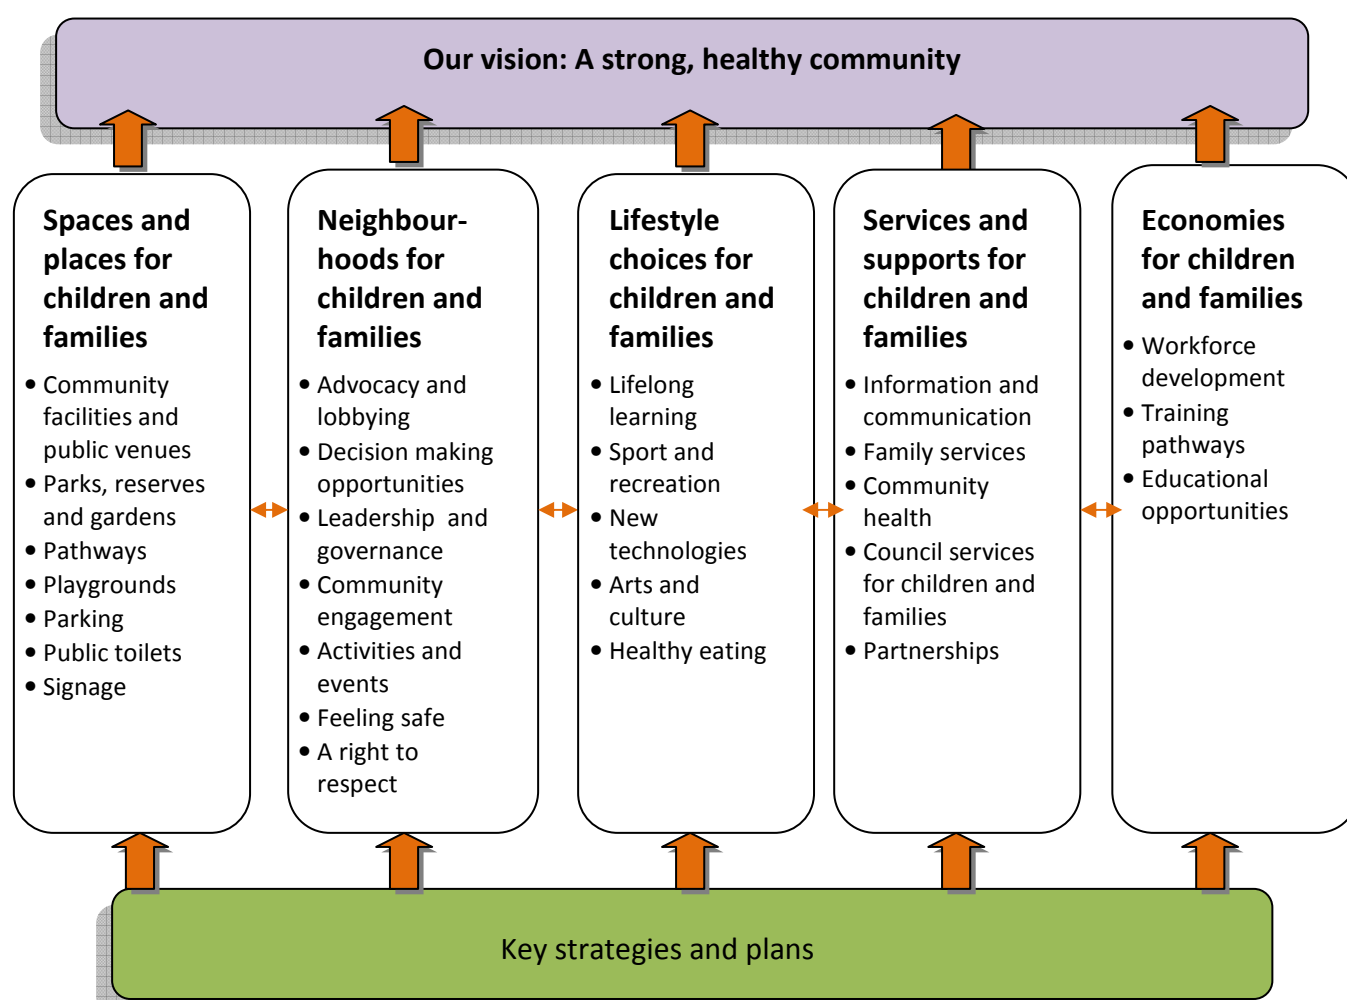 Our vision: A strong, healthy community
Spaces and
places for
children and
families
• Community
facilities and
public venues
• Parks, reserves
and gardens
• Pathways
• Playgrounds
• Parking
• Public toilets
• Signage
Neighbour-
hoods for
children and
families
• Advocacy and
lobbying
• Decision making
opportunities
• Leadership  and
governance
• Community
engagement
• Activities and
events
• Feeling safe
• A right to
respect
Lifestyle
choices for
children and
families
• Lifelong
learning
• Sport and
recreation
• New
technologies
• Arts and
culture
• Healthy eating
Services and
supports for
children and
families
• Information and
communication
• Family services
• Community
health
• Council services
for children and
families
• Partnerships
Economies
for children
and families
• Workforce
development
• Training
pathways
• Educational
opportunities
Key strategies and plans